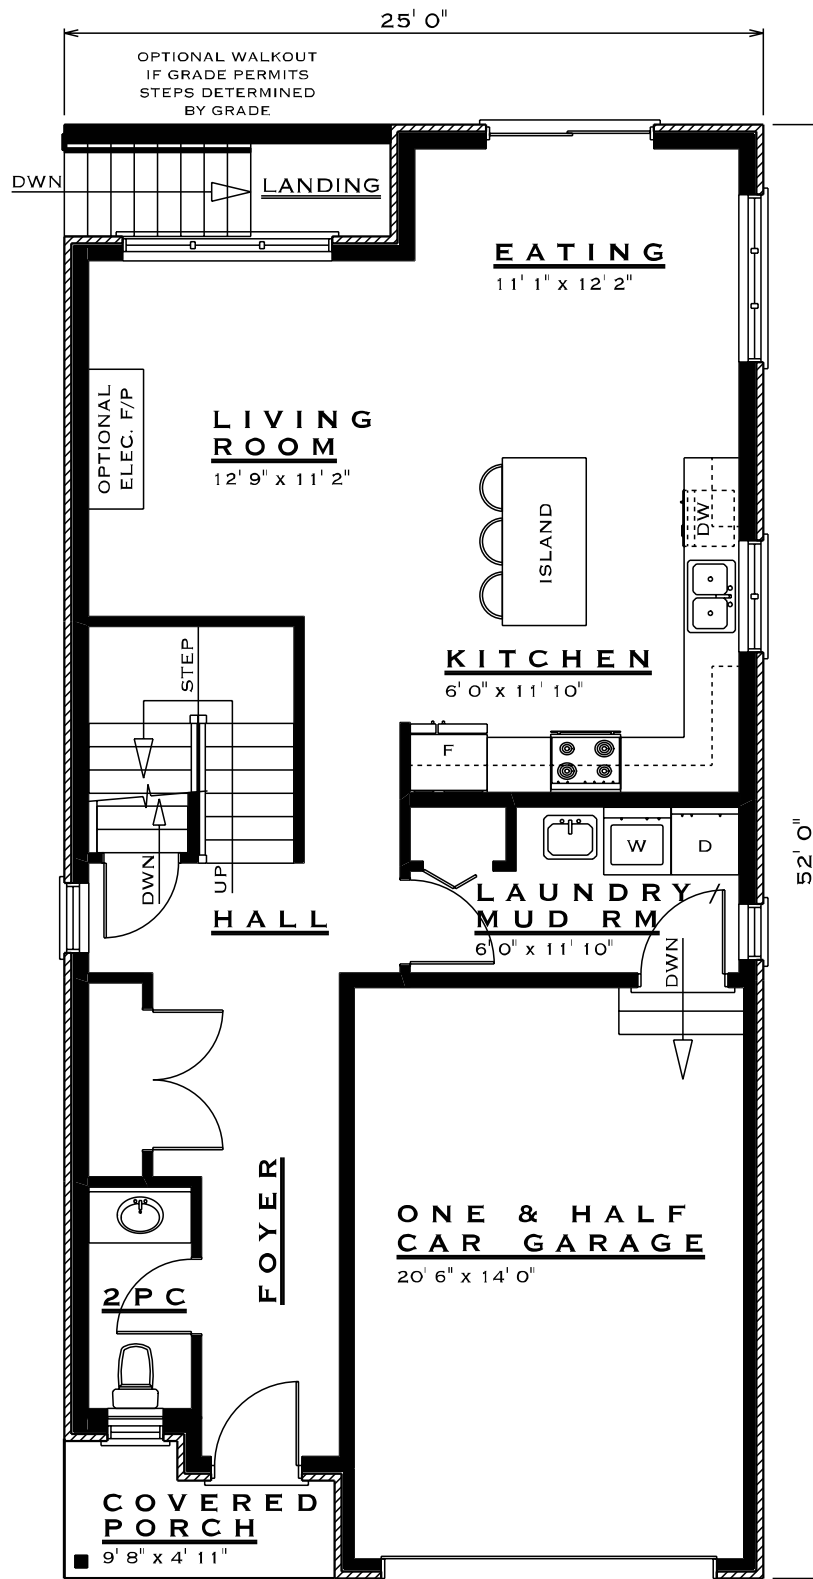 25' 0"
OPTIONAL WALKOUT
IF GRADE PERMITS
STEPS DETERMINED
BY GRADE
DWN
LANDING
EATING
11' 1" x 12' 2"
OPTIONAL
ELEC. F/P
LIVING
ROOM
12' 9" x 11' 2"
ISLAND
DW
STEP
KITCHEN
6' 0" x 11' 10"
F
W
D
52' 0"
DWN
UP
HALL
LAUNDRY /
MUD RM
6' 0" x 11' 10"
DWN
FOYER
ONE & HALF
CAR GARAGE
20' 6" x 14' 0"
2PC
COVERED
PORCH
9' 8" x 4' 11"